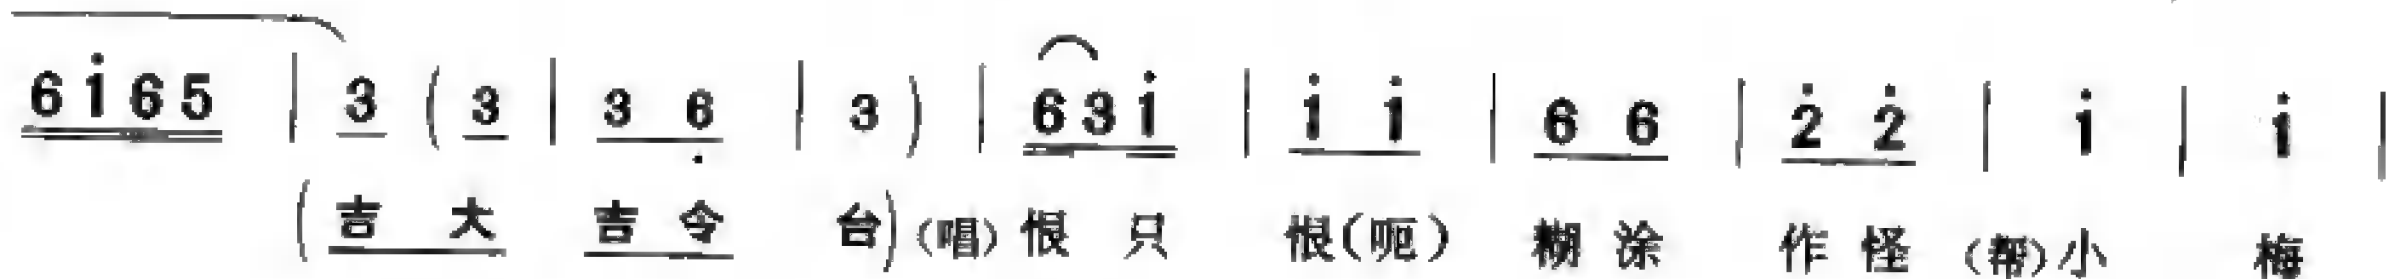 6 i̇ 6 5 | 3 ( 3 | 3 6̣ | 3 ) | 6 3 i̇ | i̇ i̇ | 6 6 | 2̇ 2̇ | i̇ | i̇ |
(吉 大 吉 令 台)(唱)恨 只 恨(呃) 糊 涂 作 怪 (帮)小 梅